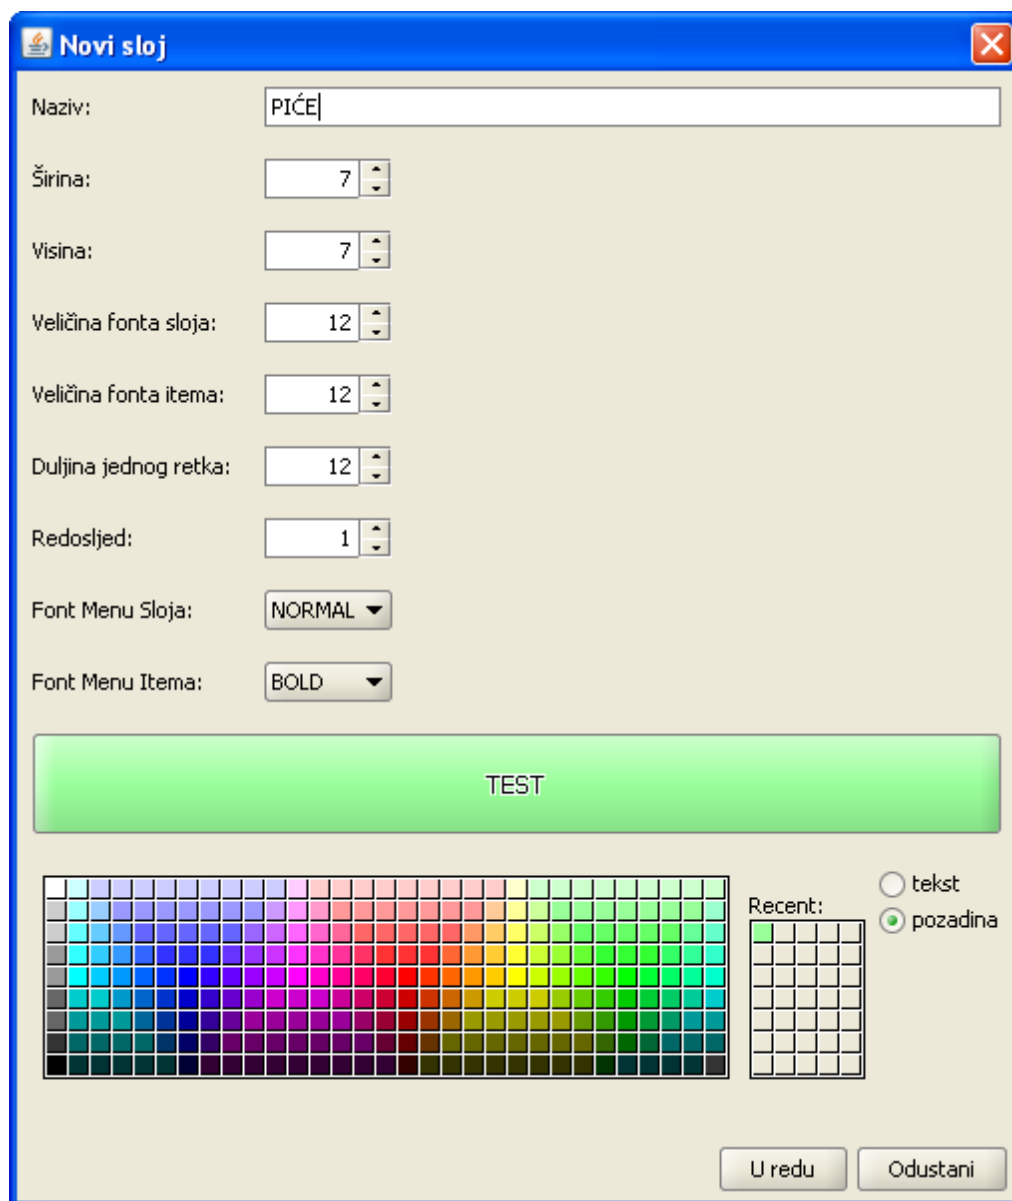 Novi sloj
Naziv: PIĆE
Širina: 7
Visina: 7
Veličina fonta sloja: 12
Veličina fonta itema: 12
Duljina jednog retka: 12
Redosljed: 1
Font Menu Sloja: NORMAL
Font Menu Itema: BOLD
TEST
tekst
Recent:
pozadina
U redu Odustani